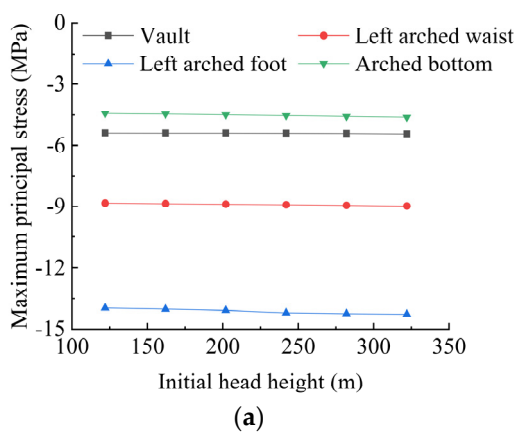 0
-3
-6
-9
-12
-15
Maximum principal stress (MPa)
Vault
Left arched waist
Left arched foot
Arched bottom
100 150 200 250 300 350
Initial head height (m)
(a)